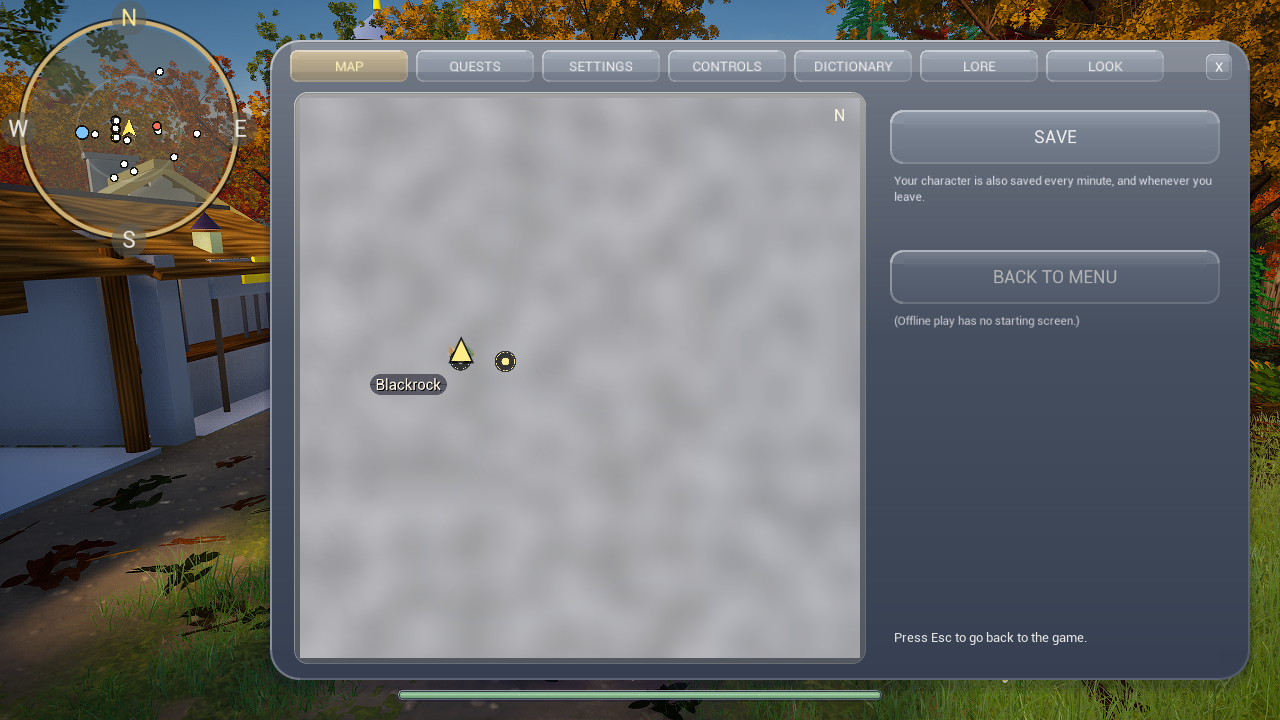 N
W
E
S
MAP
QUESTS
SETTINGS
CONTROLS
DICTIONARY
LORE
LOOK
X
N
Blackrock
SAVE
Your character is also saved every minute, and whenever you
leave.
BACK TO MENU
(Offline play has no starting screen.)
Press Esc to go back to the game.